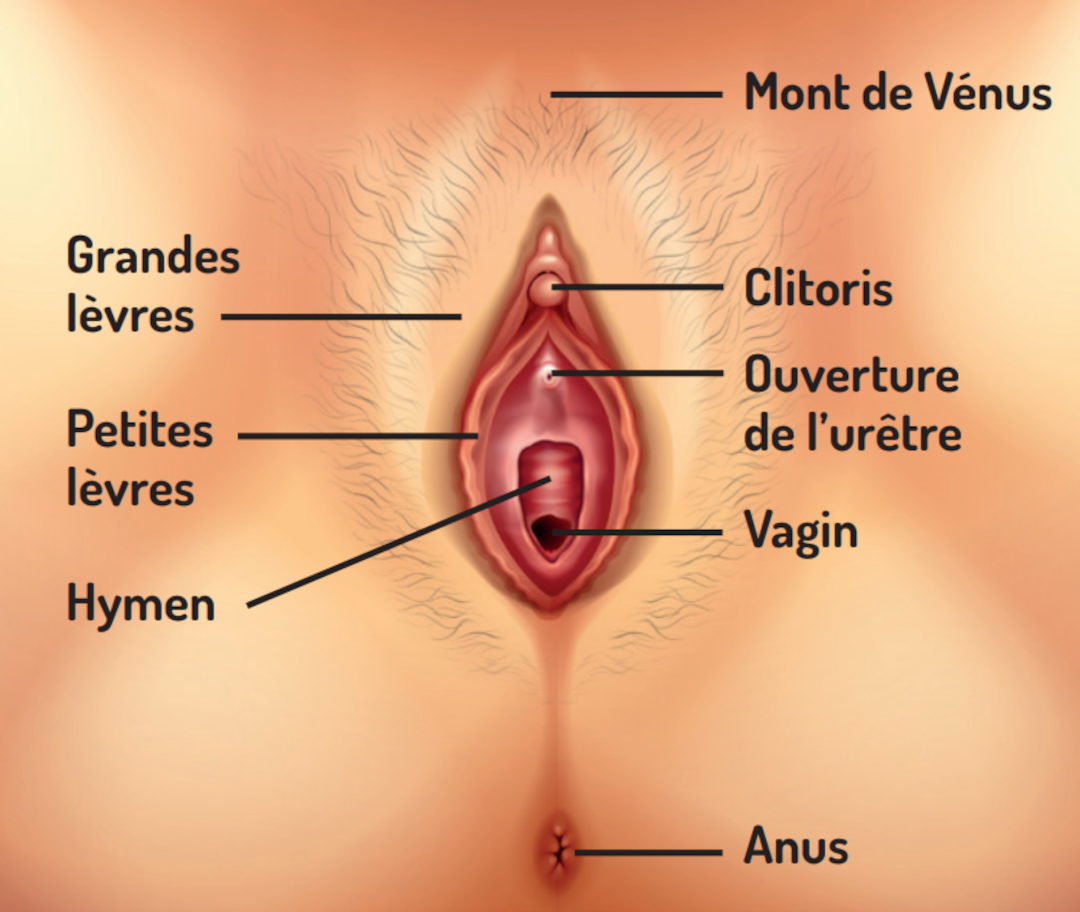 Mont de Vénus
Grandes
lèvres
Clitoris
Ouverture
de l'urêtre
Petites
lèvres
Vagin
Hymen
Anus